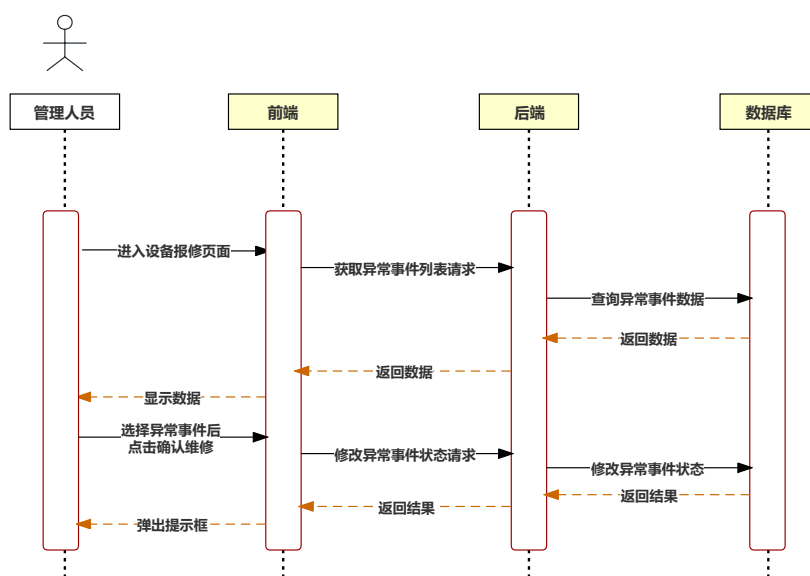 管理人员
前端
后端
数据库
进入设备报修页面
获取异常事件列表请求
查询异常事件数据
返回数据
返回数据
显示数据
选择异常事件后
点击确认维修
修改异常事件状态请求
修改异常事件状态
返回结果
返回结果
弹出提示框